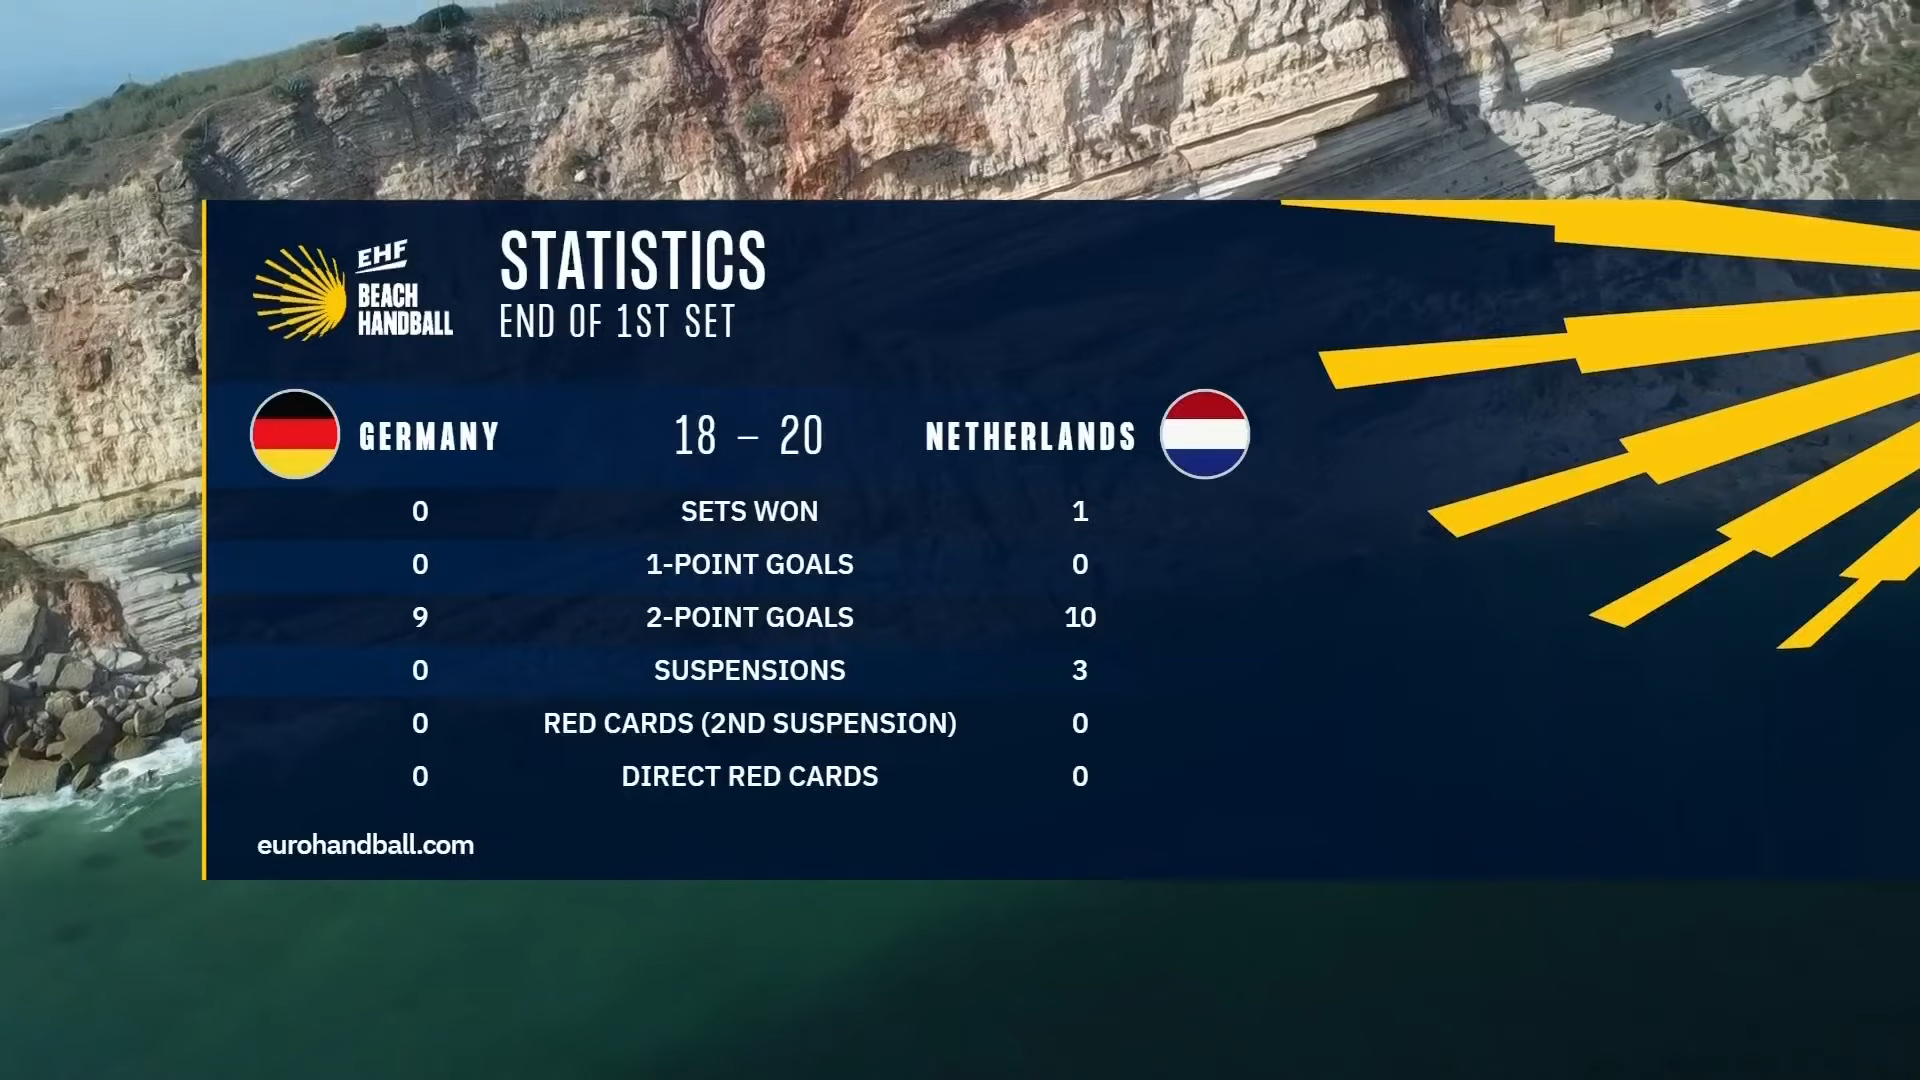 EHF
BEACH
HANDBALL
STATISTICS
END OF 1ST SET
GERMANY 18 – 20 NETHERLANDS
0 SETS WON 1
0 1-POINT GOALS 0
9 2-POINT GOALS 10
0 SUSPENSIONS 3
0 RED CARDS (2ND SUSPENSION) 0
0 DIRECT RED CARDS 0
eurohandball.com